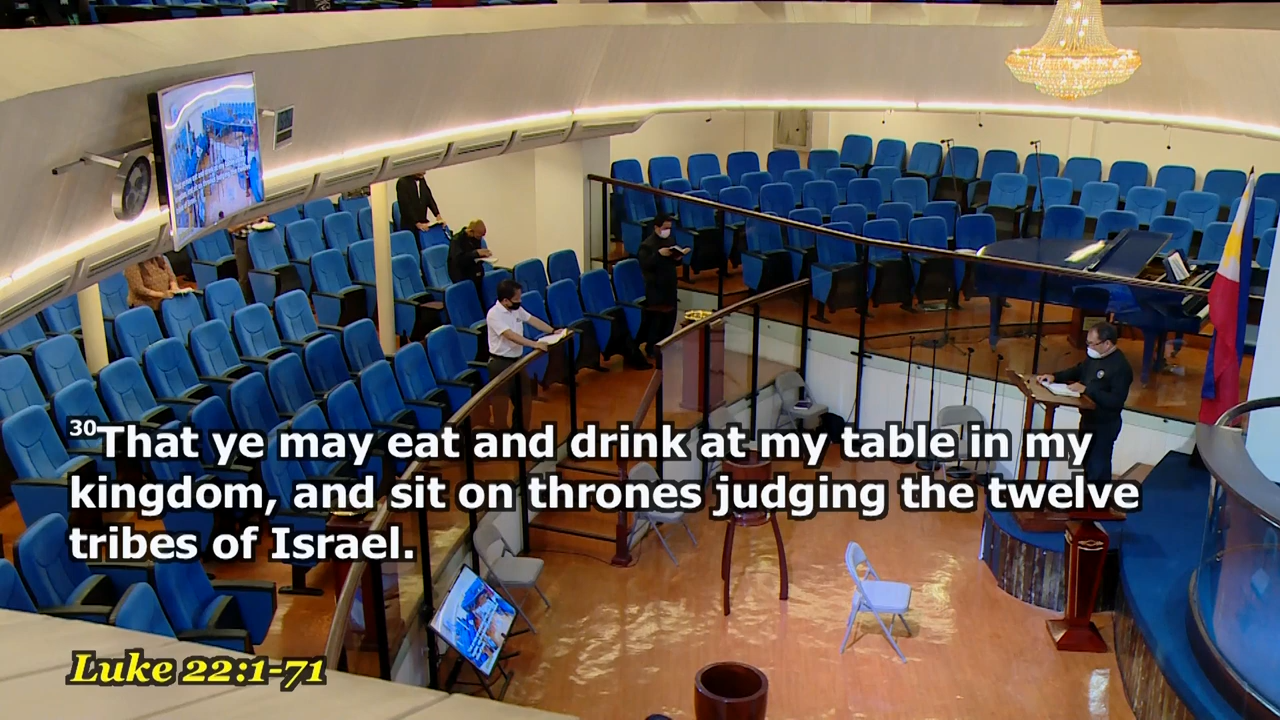 30That ye may eat and drink at my table in my
kingdom, and sit on thrones judging the twelve
tribes of Israel.
Luke 22:1-71